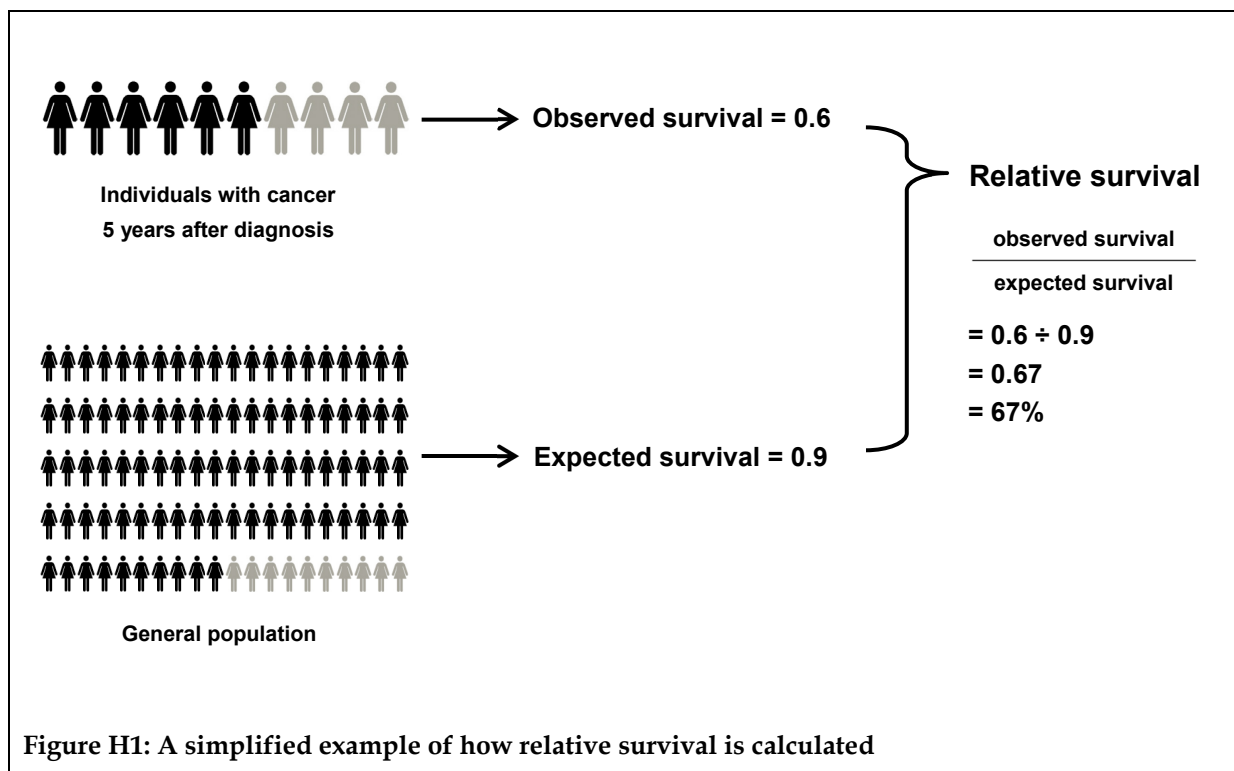 Observed survival = 0.6
Individuals with cancer
5 years after diagnosis
Relative survival
observed survival
expected survival
= 0.6 ÷ 0.9
= 0.67
= 67%
Expected survival = 0.9
General population
Figure H1: A simplified example of how relative survival is calculated